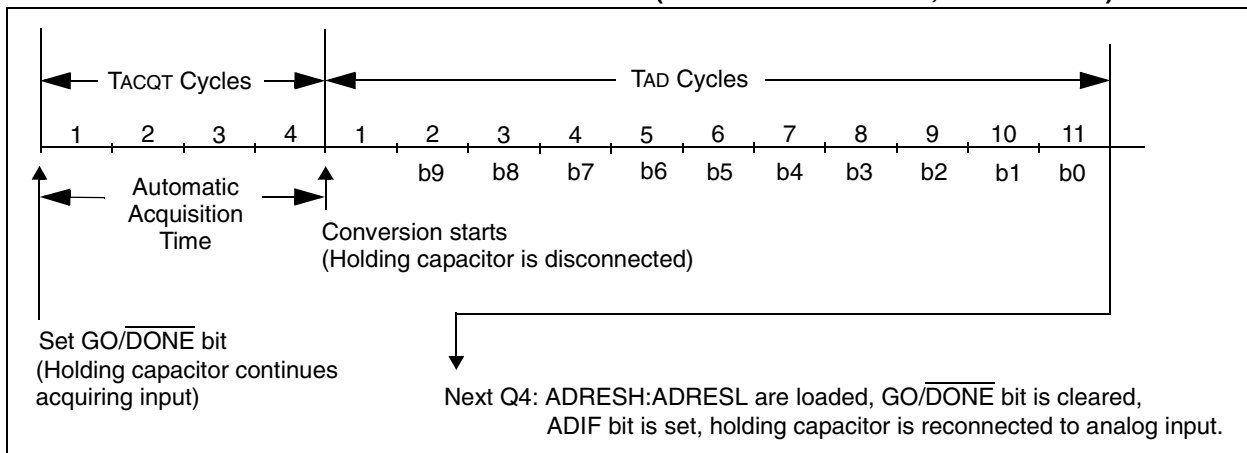 TACQT Cycles
TAD Cycles
1 2 3 4 1 2 3 4 5 6 7 8 9 10 11
b9 b8 b7 b6 b5 b4 b3 b2 b1 b0
Automatic
Acquisition
Time
Conversion starts
(Holding capacitor is disconnected)
Set GO/DONE bit
(Holding capacitor continues
acquiring input)
Next Q4: ADRESH:ADRESL are loaded, GO/DONE bit is cleared,
ADIF bit is set, holding capacitor is reconnected to analog input.